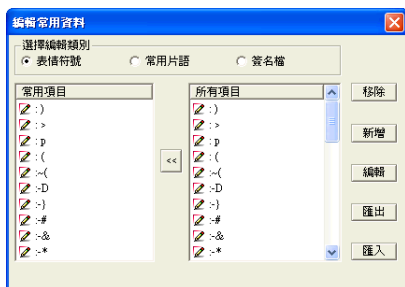 編輯常用資料
選擇編輯類別
表情符號 常用片語 簽名檔
常用項目
:)
:>
:p
:(
:~(
:-D
:-}
:-#
:-&
:-*
<<
所有項目
:)
:>
:p
:(
:~(
:-D
:-}
:-#
:-&
:-*
移除
新增
編輯
匯出
匯入